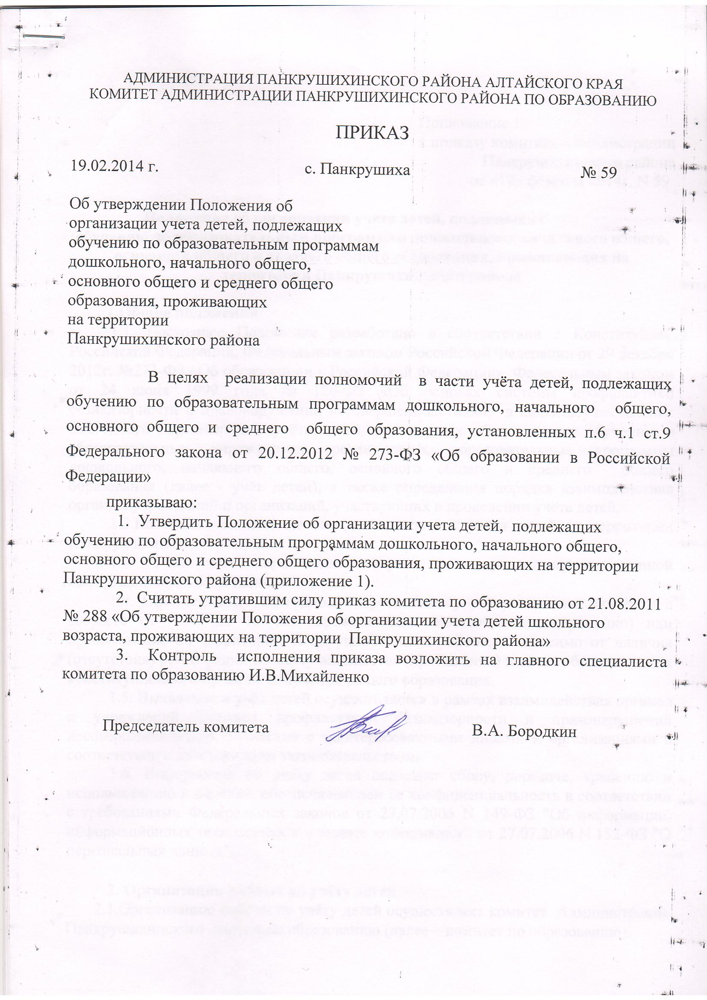 АДМИНИСТРАЦИЯ ПАНКРУШИХИНСКОГО РАЙОНА АЛТАЙСКОГО КРАЯ
КОМИТЕТ АДМИНИСТРАЦИИ ПАНКРУШИХИНСКОГО РАЙОНА ПО ОБРАЗОВАНИЮ
ПРИКАЗ
19.02.2014 г. с. Панкрушиха № 59
Об утверждении Положения об
организации учета детей, подлежащих
обучению по образовательным программам
дошкольного, начального общего,
основного общего и среднего общего
образования, проживающих
на территории
Панкрушихинского района
В целях реализации полномочий в части учёта детей, подлежащих
обучению по образовательным программам дошкольного, начального общего,
основного общего и среднего общего образования, установленных п.6 ч.1 ст.9
Федерального закона от 20.12.2012 № 273-ФЗ «Об образовании в Российской
Федерации»
приказываю:
1. Утвердить Положение об организации учета детей, подлежащих
обучению по образовательным программам дошкольного, начального общего,
основного общего и среднего общего образования, проживающих на территории
Панкрушихинского района (приложение 1).
2. Считать утратившим силу приказ комитета по образованию от 21.08.2011
№ 288 «Об утверждении Положения об организации учета детей школьного
возраста, проживающих на территории Панкрушихинского района»
3. Контроль исполнения приказа возложить на главного специалиста
комитета по образованию И.В.Михайленко
Председатель комитета В.А. Бородкин